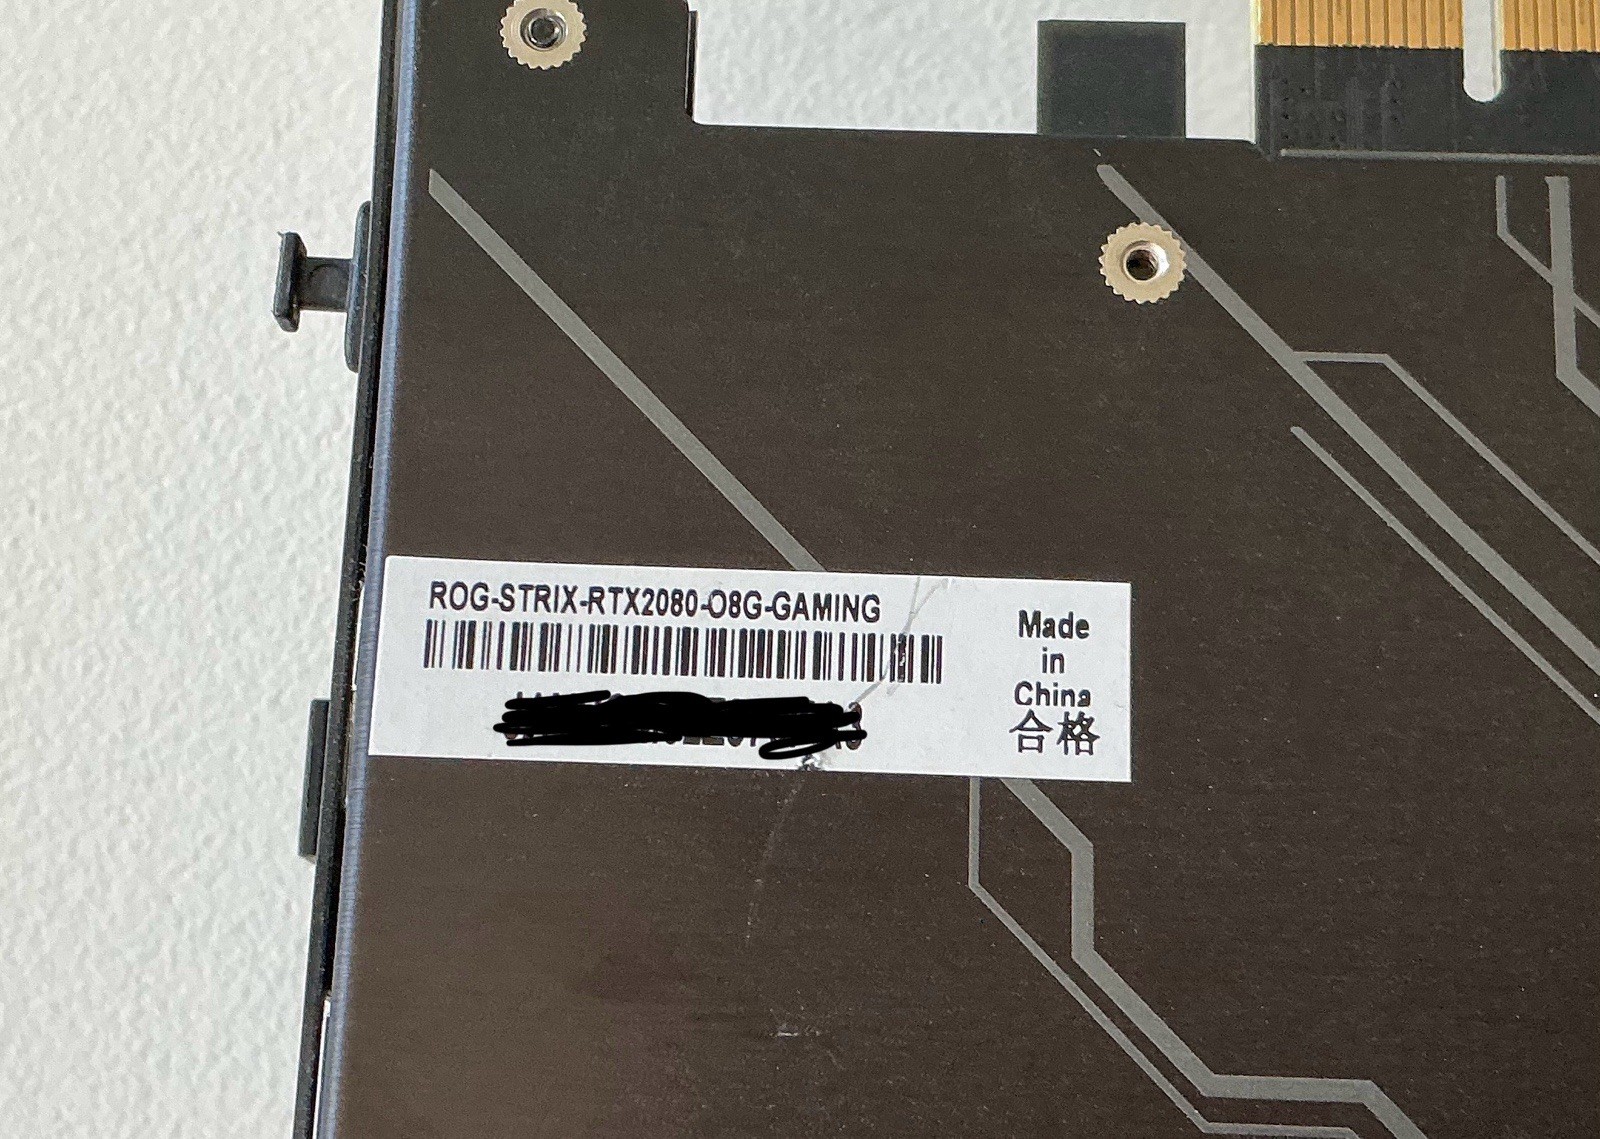 ROG-STRIX-RTX2080-O8G-GAMING
Made
in
China
合格